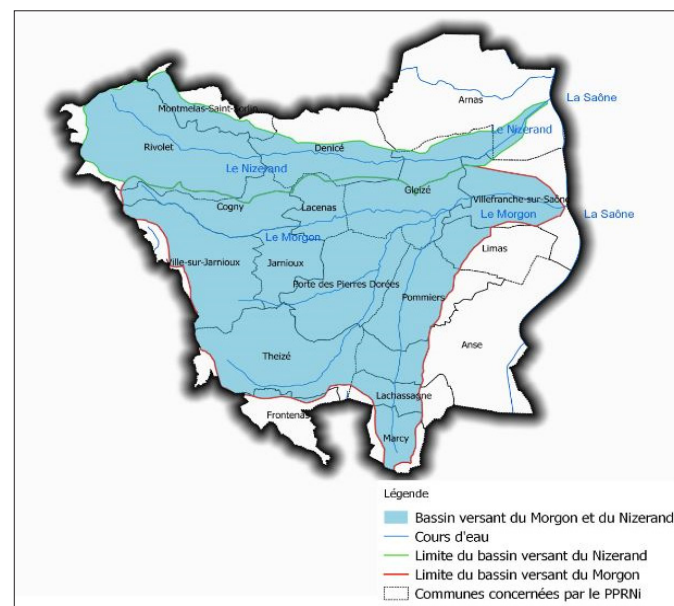 Arnas
La Saône
Montmelas-Saint-Sorlin
Le Nizerand
Rivolet
Denicé
Le Nizerand
Gleizé
Cogny
Lacenas
Villefranche-sur-Saône
Le Morgon
La Saône
Le Morgon
Limas
Ville-sur-Jarnioux
Jarnioux
Porte des Pierres Dorées
Pommiers
Anse
Theizé
Lachassagne
Frontenas
Marcy
Légende
Bassin versant du Morgon et du Nizerand
Cours d'eau
Limite du bassin versant du Nizerand
Limite du bassin versant du Morgon
Communes concernées par le PPRNi